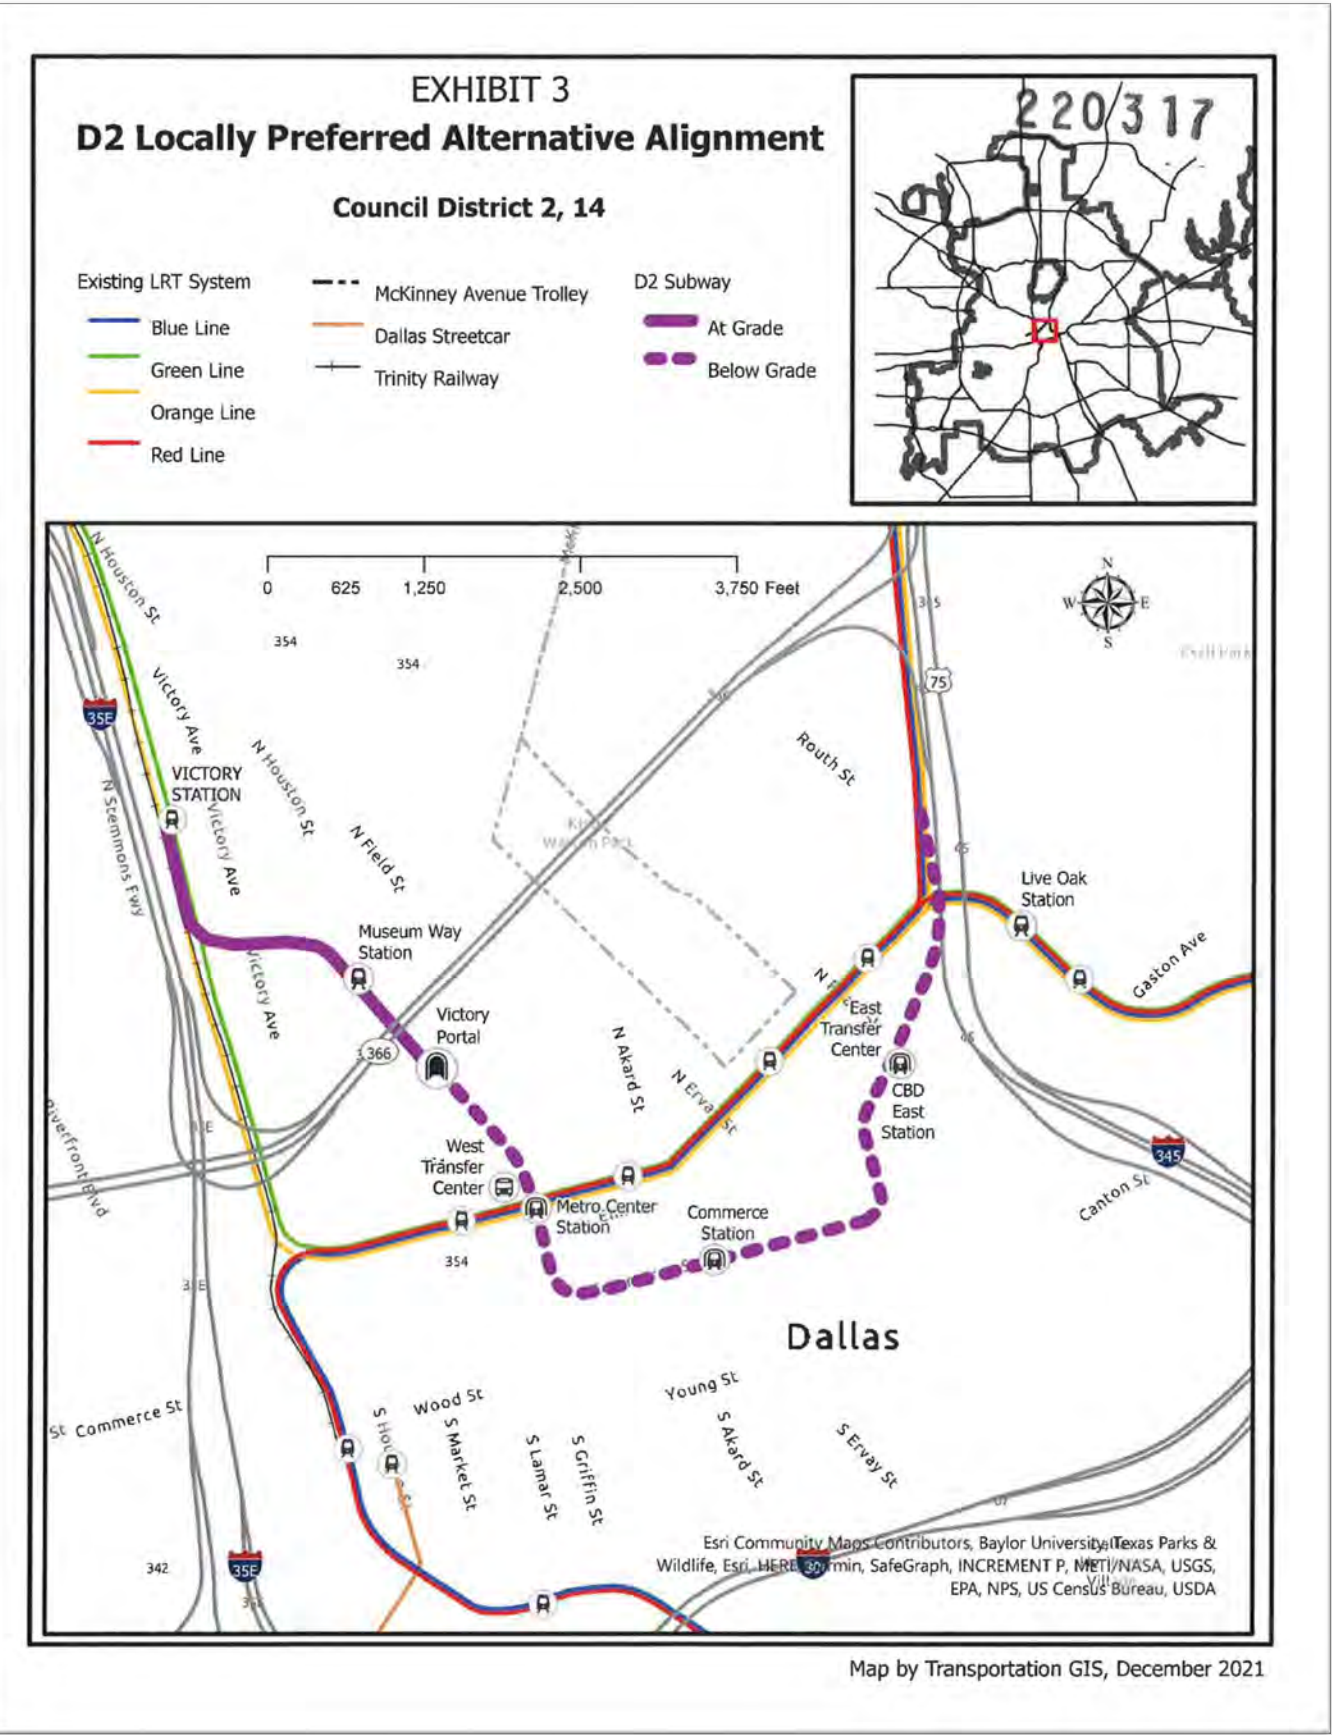 EXHIBIT 3
D2 Locally Preferred Alternative Alignment
Council District 2, 14
220317
Existing LRT System
Blue Line
Green Line
Orange Line
Red Line
McKinney Avenue Trolley
Dallas Streetcar
Trinity Railway
D2 Subway
At Grade
Below Grade
0 625 1,250 2,500 3,750 Feet
N
W E
S
N Houston St
354
354
35E
75
Victory Ave
VICTORY
STATION
N Houston St
Routh St
N Stemmons Fwy
Victory Ave
N Field St
Live Oak
Station
Museum Way
Station
Gaston Ave
Victory Ave
Victory
Portal
366
East
Transfer
Center
N Akard St
CBD
East
Station
345
West
Transfer
Center
Metro Center
Station
Commerce
Station
Canton St
354
Dallas
Wood St
Young St
St Commerce St
S Market St
S Lamar St
S Griffin St
S Akard St
S Ervay St
342
35E
Esri Community Maps Contributors, Baylor University, Texas Parks &
Wildlife, Esri, HERE, Garmin, SafeGraph, INCREMENT P, METI/NASA, USGS,
EPA, NPS, US Census Bureau, USDA
Map by Transportation GIS, December 2021